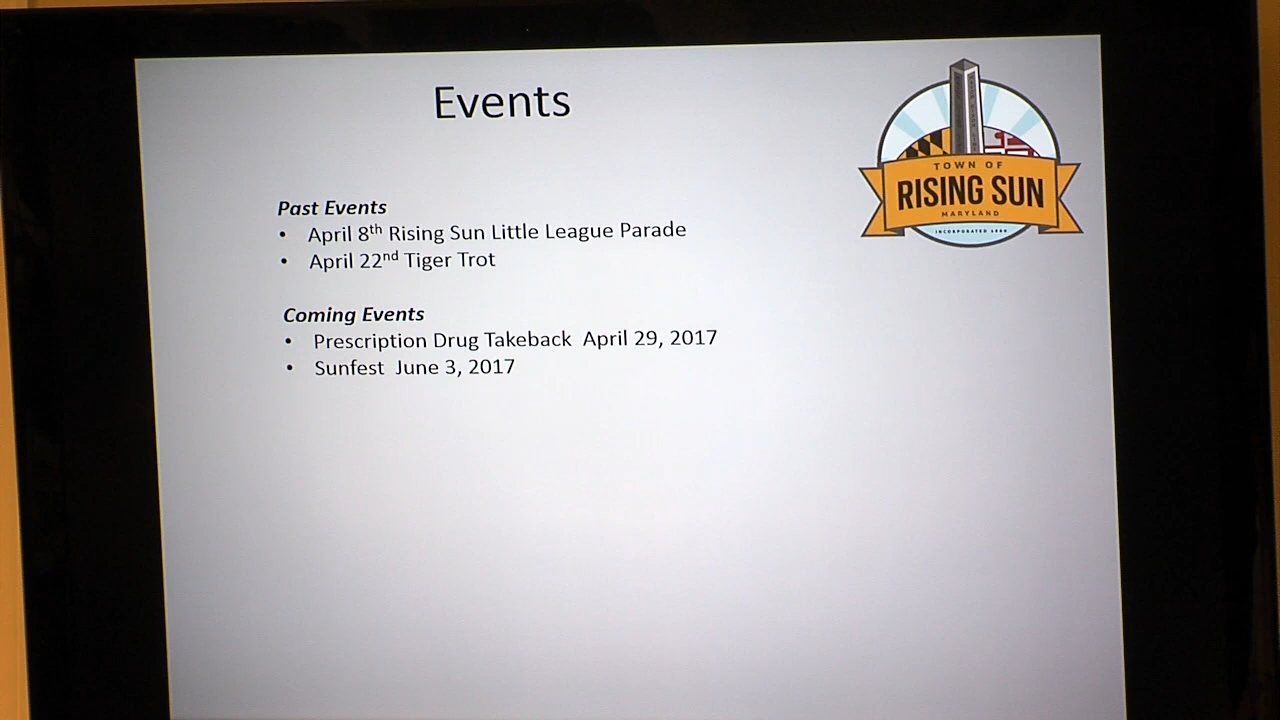 Events
TOWN OF
RISING SUN
MARYLAND
Past Events
• April 8th Rising Sun Little League Parade
• April 22nd Tiger Trot
Coming Events
• Prescription Drug Takeback April 29, 2017
• Sunfest June 3, 2017